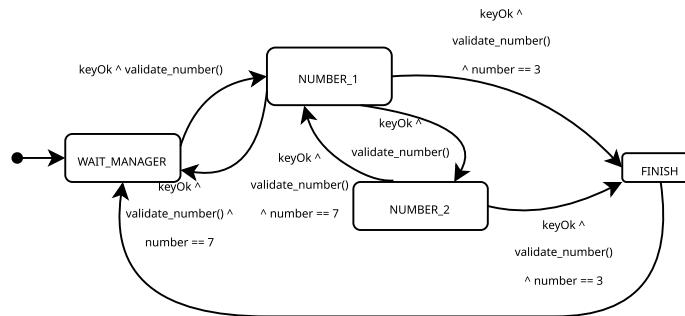 keyOk ^
validate_number()
^ number == 3
keyOk ^ validate_number()
NUMBER_1
keyOk ^
validate_number()
WAIT_MANAGER
keyOk ^
validate_number()
^ number == 7
FINISH
keyOk ^
validate_number() ^
number == 7
NUMBER_2
keyOk ^
validate_number()
^ number == 3